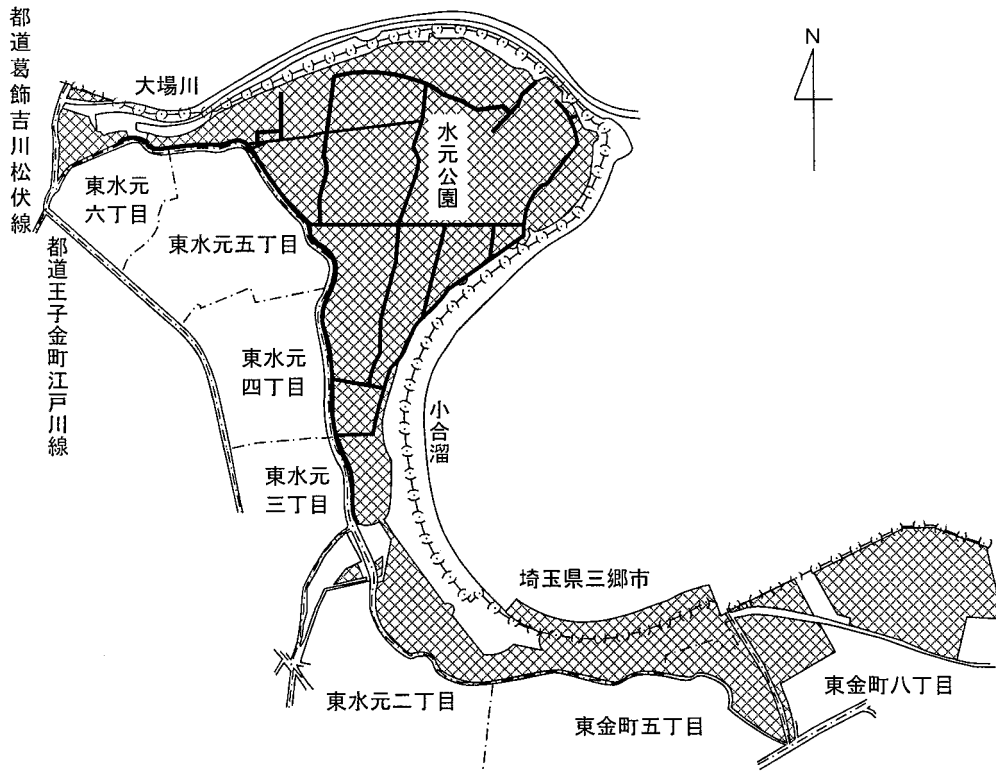 都道葛飾吉川松伏線
大場川
N
水元公園
東水元
六丁目
東水元五丁目
都道王子金町江戸川線
東水元
四丁目
小合溜
東水元
三丁目
埼玉県三郷市
東水元二丁目
東金町八丁目
東金町五丁目